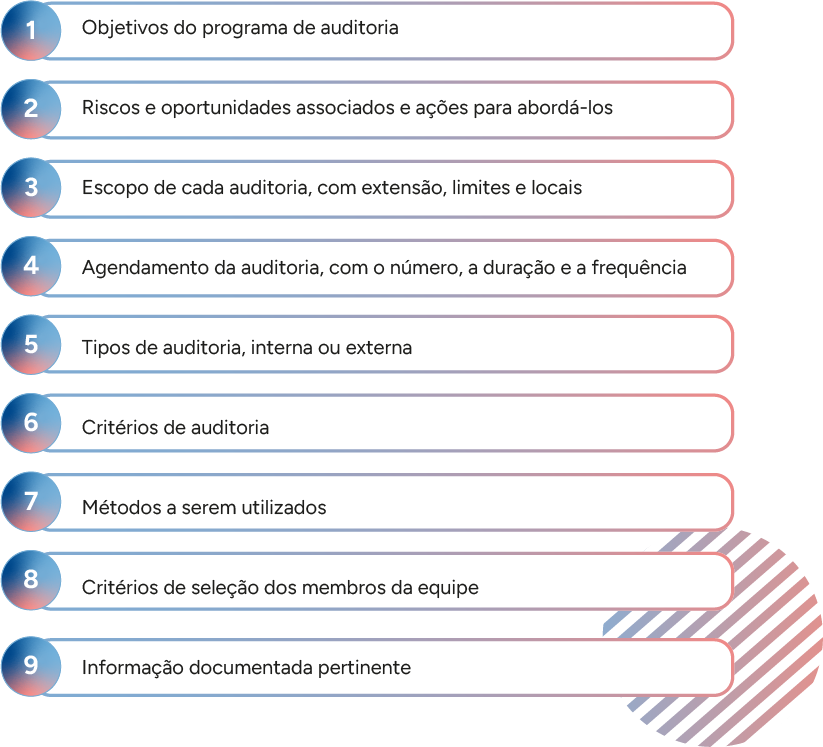 1 Objetivos do programa de auditoria
2 Riscos e oportunidades associados e ações para abordá-los
3 Escopo de cada auditoria, com extensão, limites e locais
4 Agendamento da auditoria, com o número, a duração e a frequência
5 Tipos de auditoria, interna ou externa
6 Critérios de auditoria
7 Métodos a serem utilizados
8 Critérios de seleção dos membros da equipe
9 Informação documentada pertinente